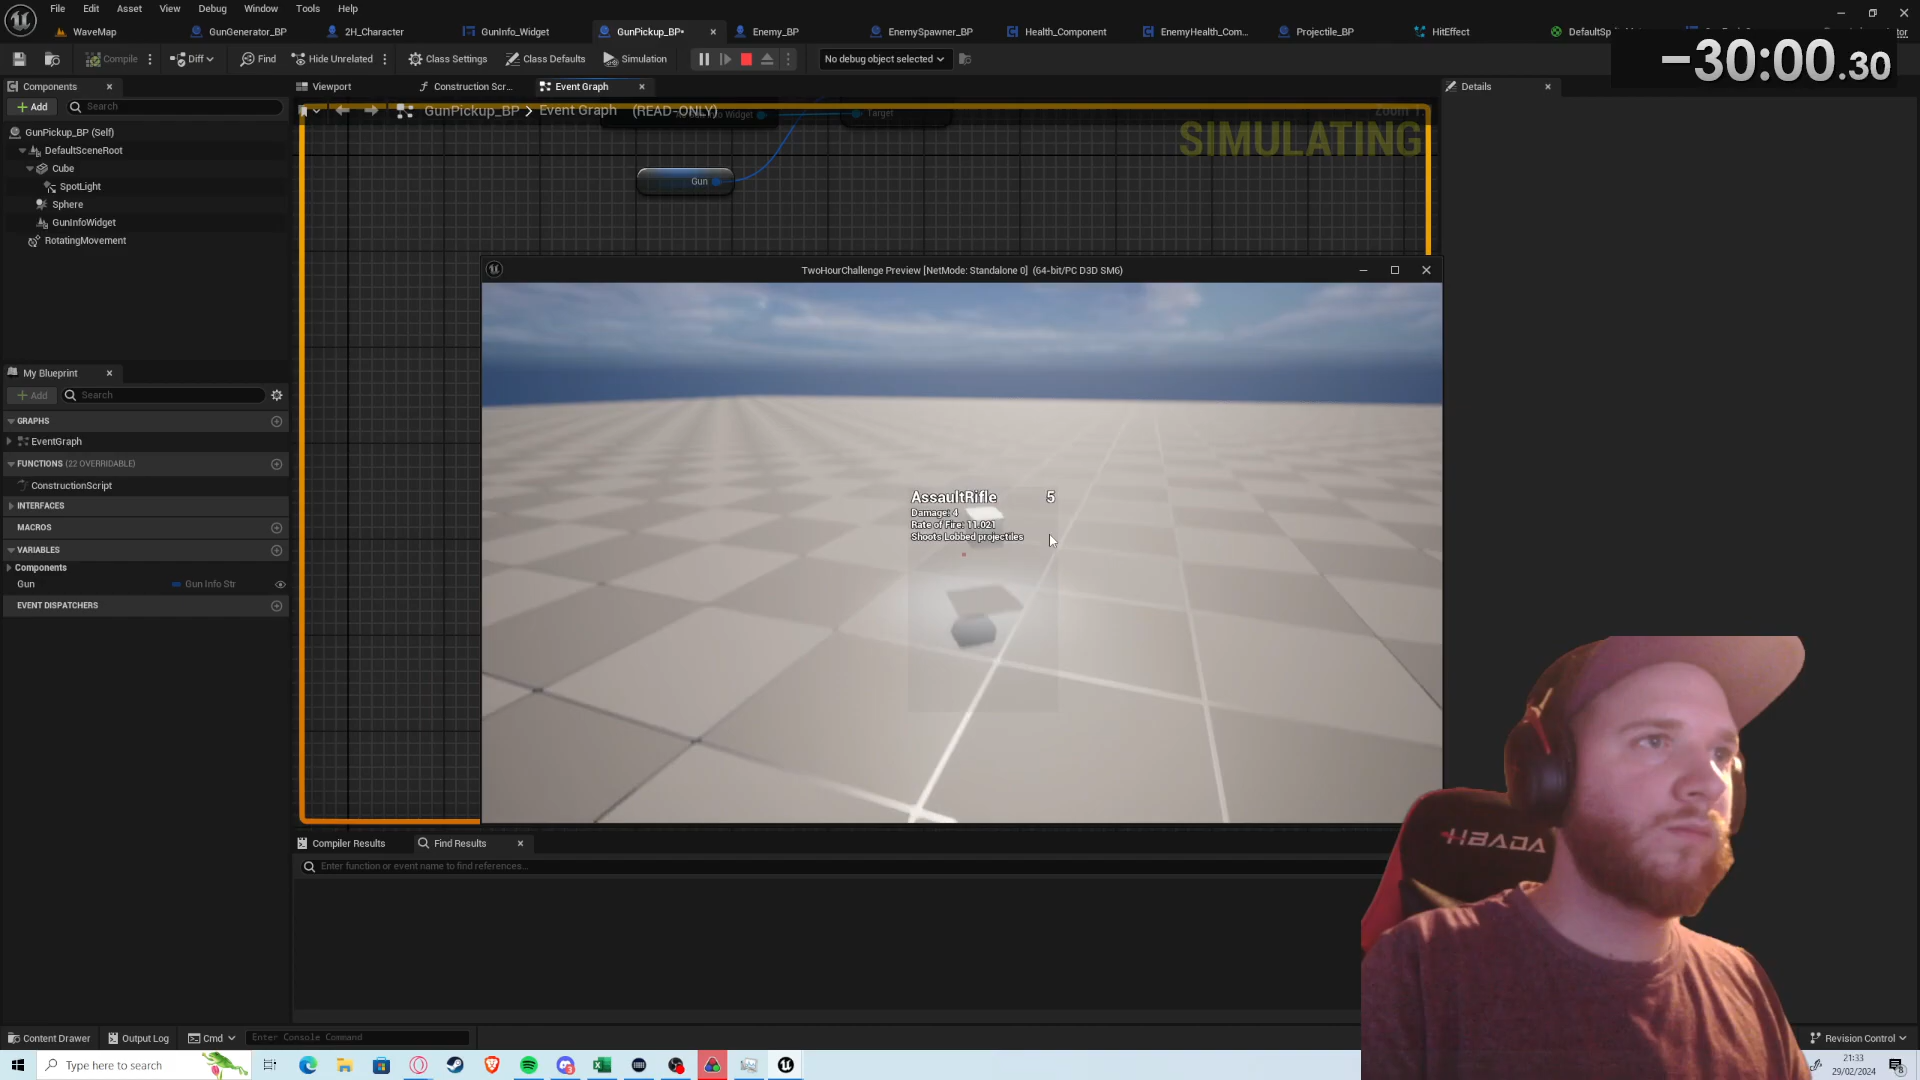 File Edit Asset View Debug Window Tools Help
WaveMap GunGenerator_BP 2H_Character GunInfo_Widget GunPickup_BP• Enemy_BP EnemySpawner_BP Health_Component EnemyHealth_Com... Projectile_BP HitEffect
-30:00.30
Compile Diff Find Hide Unrelated Class Settings Class Defaults Simulation No debug object selected
Components
Viewport Construction Scr... Event Graph
Details
Add Search
GunPickup_BP > Event Graph (READ-ONLY)
Target
SIMULATING
GunPickup_BP (Self)
DefaultSceneRoot
Cube
SpotLight
Sphere
GunInfoWidget
RotatingMovement
Gun
TwoHourChallenge Preview [NetMode: Standalone 0] (64-bit/PC D3D SM6)
My Blueprint
Add Search
GRAPHS
EventGraph
FUNCTIONS (22 OVERRIDABLE)
ConstructionScript
INTERFACES
MACROS
VARIABLES
Components
Gun Gun Info Str
EVENT DISPATCHERS
AssaultRifle 5
Damage: 4
Rate of Fire: 11.021
Shoots Lobbed projectiles
HBADA
Compiler Results Find Results
Enter function or event name to find references...
Content Drawer Output Log Cmd Enter Console Command Revision Control
Type here to search
21:33
29/02/2024